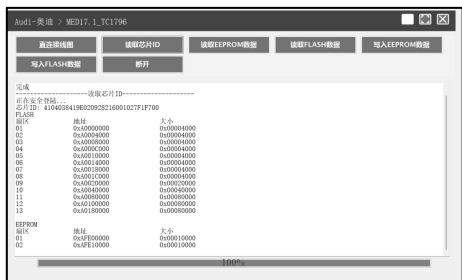 Audi-奥迪 > MED17.1_TC1796
直连接线图 读取芯片ID 读取EEPROM数据 读取FLASH数据 写入EEPROM数据
写入FLASH数据 断开
完成
--------------------读取芯片ID--------------------
正在安全登陆...
芯片ID: 4104038419E020928216001027F1F700
FLASH
扇区 地址 大小
01 0xA0000000 0x00004000
02 0xA0004000 0x00004000
03 0xA0008000 0x00004000
04 0xA000C000 0x00004000
05 0xA0010000 0x00004000
06 0xA0014000 0x00004000
07 0xA0018000 0x00004000
08 0xA001C000 0x00004000
09 0xA0020000 0x00020000
10 0xA0040000 0x00040000
11 0xA0080000 0x00080000
12 0xA0100000 0x00080000
13 0xA0180000 0x00080000
EEPROM
扇区 地址 大小
01 0xAFE00000 0x00010000
02 0xAFE10000 0x00010000
100%